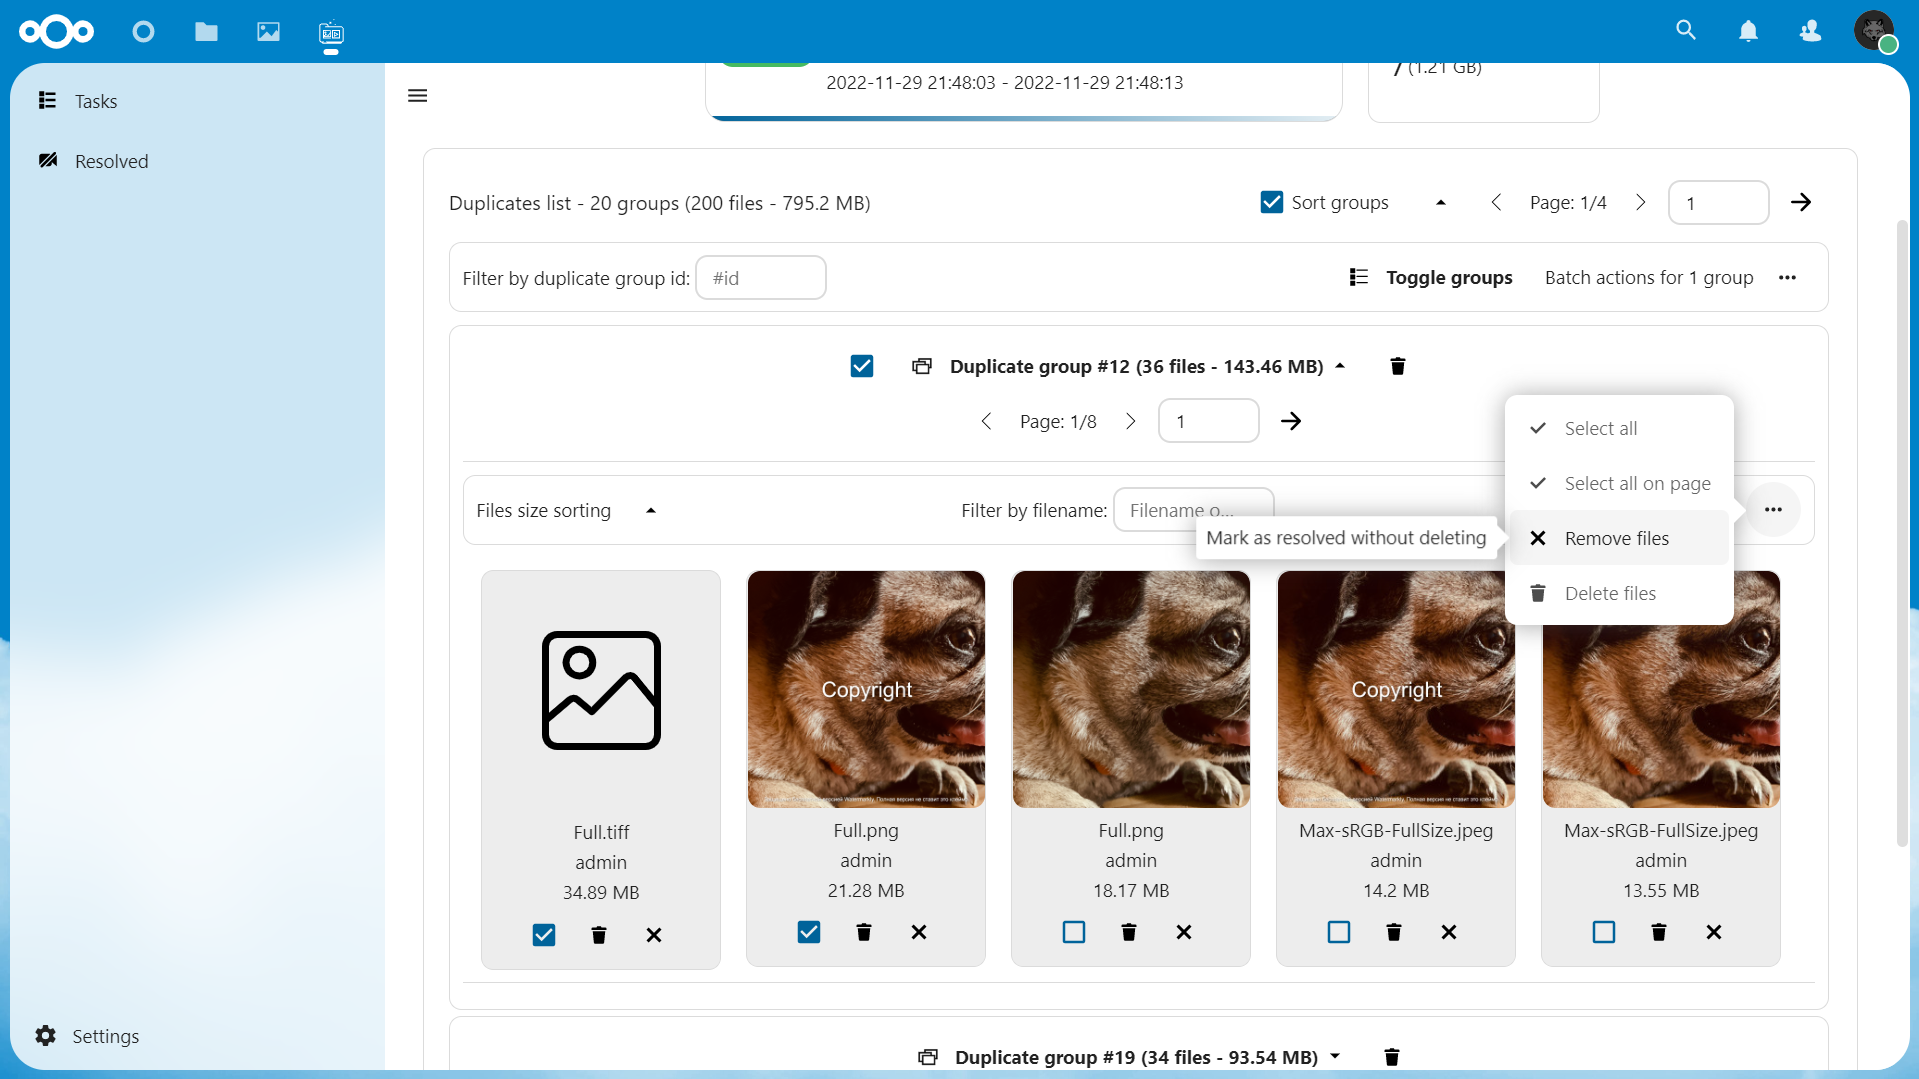 (1.21 GB)
2022-11-29 21:48:03 - 2022-11-29 21:48:13
Tasks
Resolved
Duplicates list - 20 groups (200 files - 795.2 MB)
Sort groups
Page: 1/4
1
Filter by duplicate group id:
#id
Toggle groups
Batch actions for 1 group
Duplicate group #12 (36 files - 143.46 MB)
Page: 1/8
1
Select all
Select all on page
Files size sorting
Filter by filename:
Filename o...
Mark as resolved without deleting
Remove files
Delete files
Copyright
Copyright
Full.tiff
admin
34.89 MB
Full.png
admin
21.28 MB
Full.png
admin
18.17 MB
Max-sRGB-FullSize.jpeg
admin
14.2 MB
Max-sRGB-FullSize.jpeg
admin
13.55 MB
Settings
Duplicate group #19 (34 files - 93.54 MB)